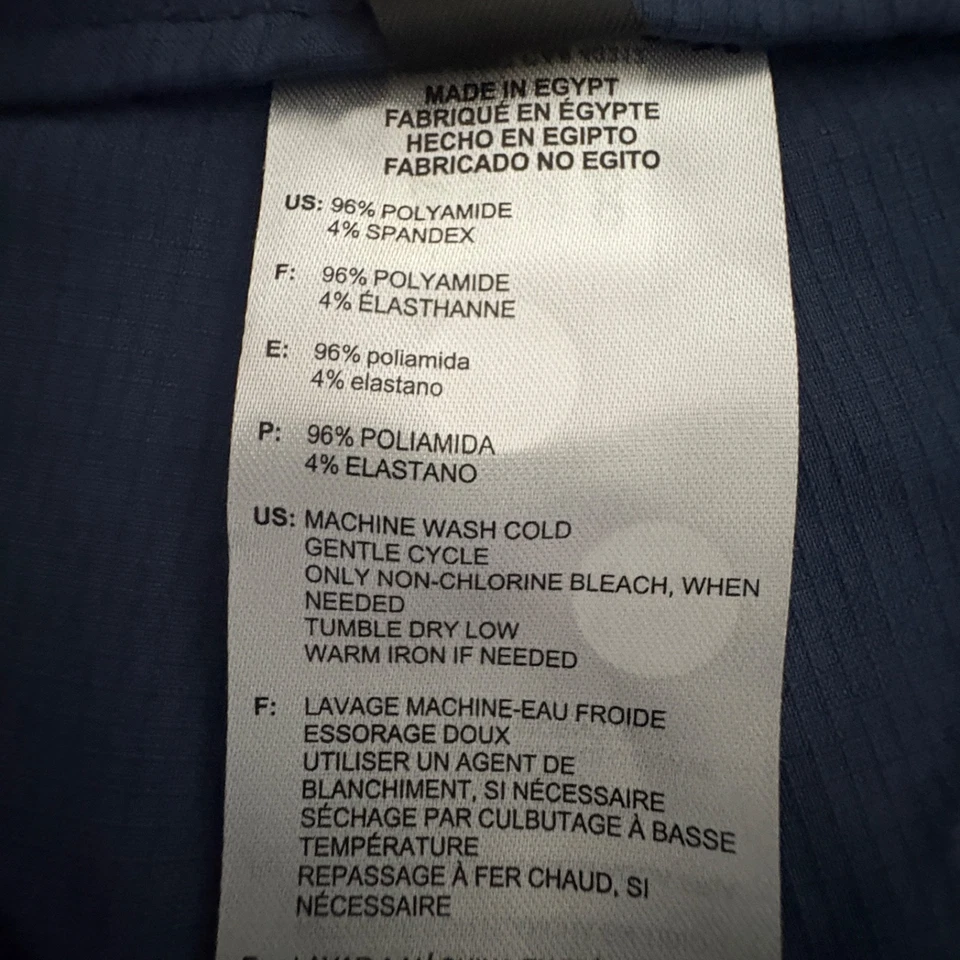 MADE IN EGYPT
FABRIQUÉ EN ÉGYPTE
HECHO EN EGIPTO
FABRICADO NO EGITO
US: 96% POLYAMIDE
4% SPANDEX
F: 96% POLYAMIDE
4% ÉLASTHANNE
E: 96% poliamida
4% elastano
P: 96% POLIAMIDA
4% ELASTANO
US: MACHINE WASH COLD
GENTLE CYCLE
ONLY NON-CHLORINE BLEACH, WHEN
NEEDED
TUMBLE DRY LOW
WARM IRON IF NEEDED
F: LAVAGE MACHINE-EAU FROIDE
ESSORAGE DOUX
UTILISER UN AGENT DE
BLANCHIMENT, SI NÉCESSAIRE
SÉCHAGE PAR CULBUTAGE À BASSE
TEMPÉRATURE
REPASSAGE À FER CHAUD, SI
NÉCESSAIRE